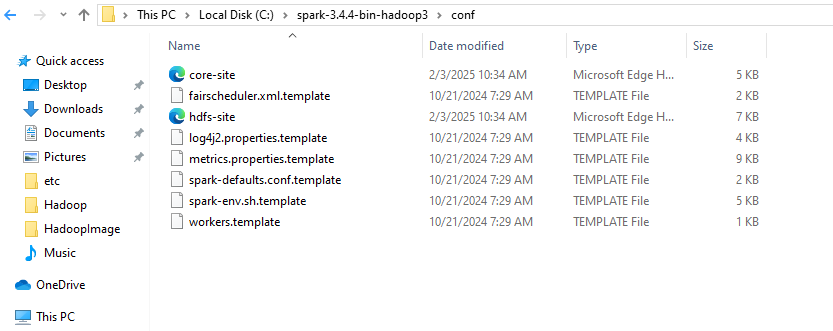 This PC > Local Disk (C:) > spark-3.4.4-bin-hadoop3 > conf
Name Date modified Type Size
Quick access
Desktop
Downloads
Documents
Pictures
etc
Hadoop
HadoopImage
Music
OneDrive
This PC
core-site 2/3/2025 10:34 AM Microsoft Edge H... 5 KB
fairscheduler.xml.template 10/21/2024 7:29 AM TEMPLATE File 2 KB
hdfs-site 2/3/2025 10:34 AM Microsoft Edge H... 7 KB
log4j2.properties.template 10/21/2024 7:29 AM TEMPLATE File 4 KB
metrics.properties.template 10/21/2024 7:29 AM TEMPLATE File 9 KB
spark-defaults.conf.template 10/21/2024 7:29 AM TEMPLATE File 2 KB
spark-env.sh.template 10/21/2024 7:29 AM TEMPLATE File 5 KB
workers.template 10/21/2024 7:29 AM TEMPLATE File 1 KB